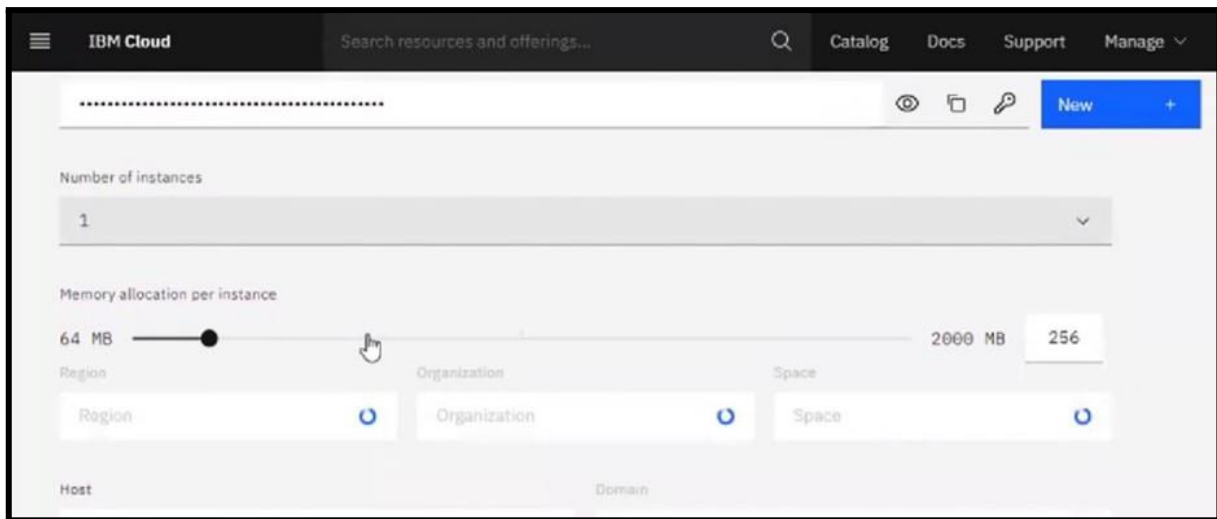 IBM Cloud Search resources and offerings... Catalog Docs Support Manage
New +
Number of instances
1
Memory allocation per instance
64 MB 2000 MB 256
Region Organization Space
Region Organization Space
Host Domain